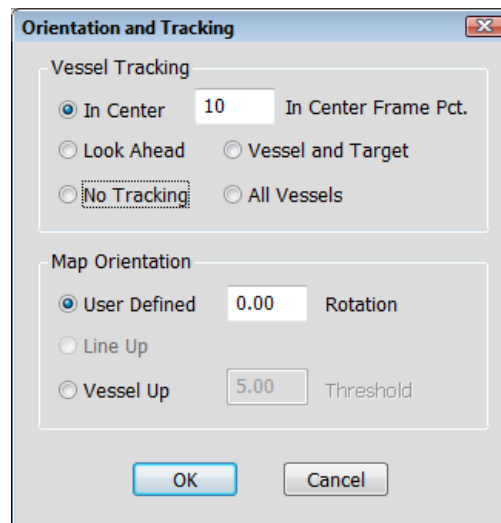 Orientation and Tracking
Vessel Tracking
In Center 10 In Center Frame Pct.
Look Ahead Vessel and Target
No Tracking All Vessels
Map Orientation
User Defined 0.00 Rotation
Line Up
Vessel Up 5.00 Threshold
OK Cancel